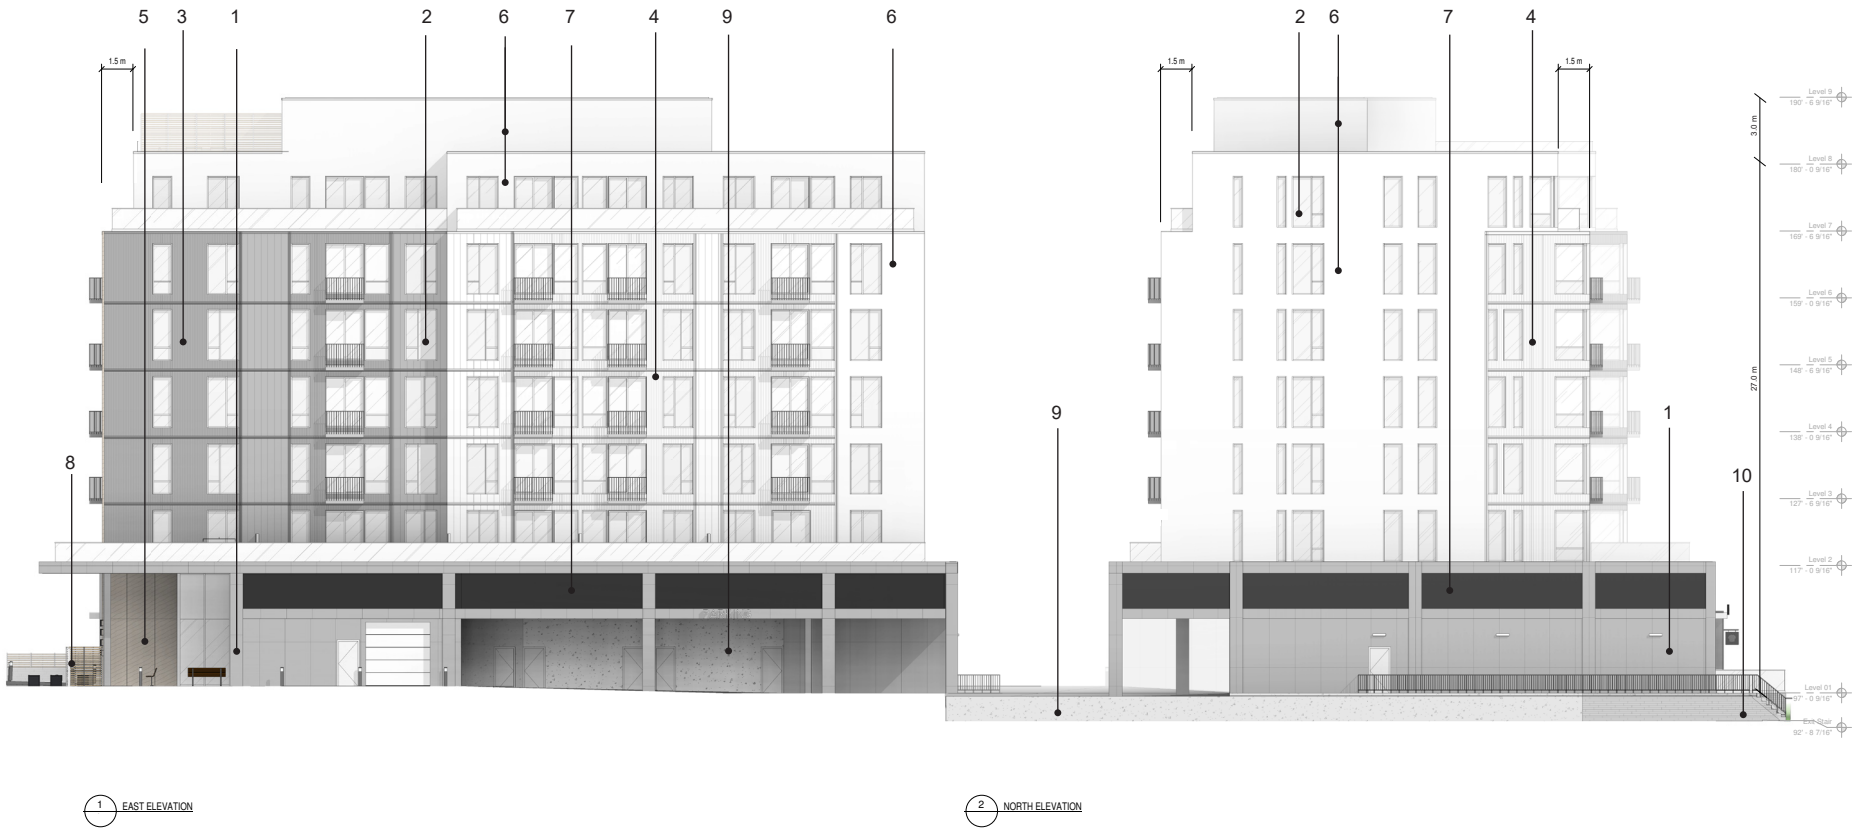 5 3 1 2 6 7 4 9 6 2 6 7 4
1.5 m 1.5 m 1.5 m
Level 9
190' - 6 9/16"
3.0 m
Level 8
180' - 0 9/16"
Level 7
169' - 6 9/16"
Level 6
159' - 0 9/16"
Level 5
148' - 6 9/16"
27.0 m
9 1
Level 4
138' - 0 9/16"
8 10
Level 3
127' - 6 9/16"
Level 2
117' - 0 9/16"
Level 01
97' - 0 9/16"
Exit Stair
92' - 8 7/16"
1 EAST ELEVATION
2 NORTH ELEVATION